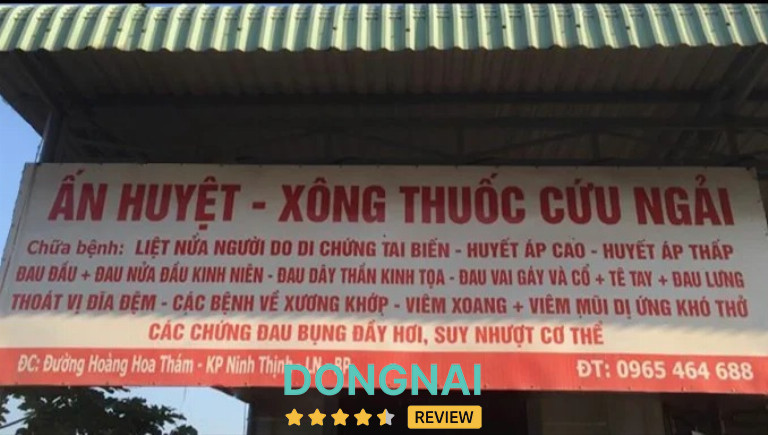 ẤN HUYỆT - XÔNG THUỐC CỨU NGẢI
Chữa bệnh: LIỆT NỬA NGƯỜI DO DI CHỨNG TAI BIẾN - HUYẾT ÁP CAO - HUYẾT ÁP THẤP
ĐAU ĐẦU + ĐAU NỬA ĐẦU KINH NIÊN - ĐAU DÂY THẦN KINH TỌA - ĐAU VAI GÁY VÀ CỔ + TÊ TAY + ĐAU LƯNG
THOÁT VỊ ĐĨA ĐỆM - CÁC BỆNH VỀ XƯƠNG KHỚP - VIÊM XOANG + VIÊM MŨI DỊ ỨNG KHÓ THỞ
CÁC CHỨNG ĐAU BỤNG ĐẦY HƠI, SUY NHƯỢT CƠ THỂ
ĐC: Đường Hoàng Hoa Thám - KP Ninh Thịnh - LN - BP ĐT: 0965 464 688
DONGNAI
REVIEW